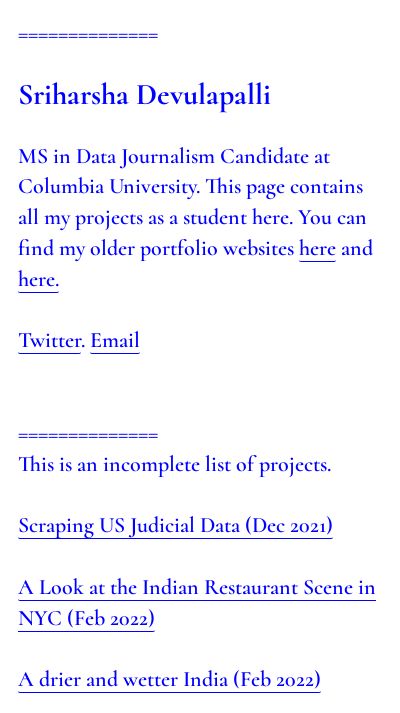 ==============
Sriharsha Devulapalli
MS in Data Journalism Candidate at
Columbia University. This page contains
all my projects as a student here. You can
find my older portfolio websites here and
here.
Twitter. Email
==============
This is an incomplete list of projects.
Scraping US Judicial Data (Dec 2021)
A Look at the Indian Restaurant Scene in
NYC (Feb 2022)
A drier and wetter India (Feb 2022)